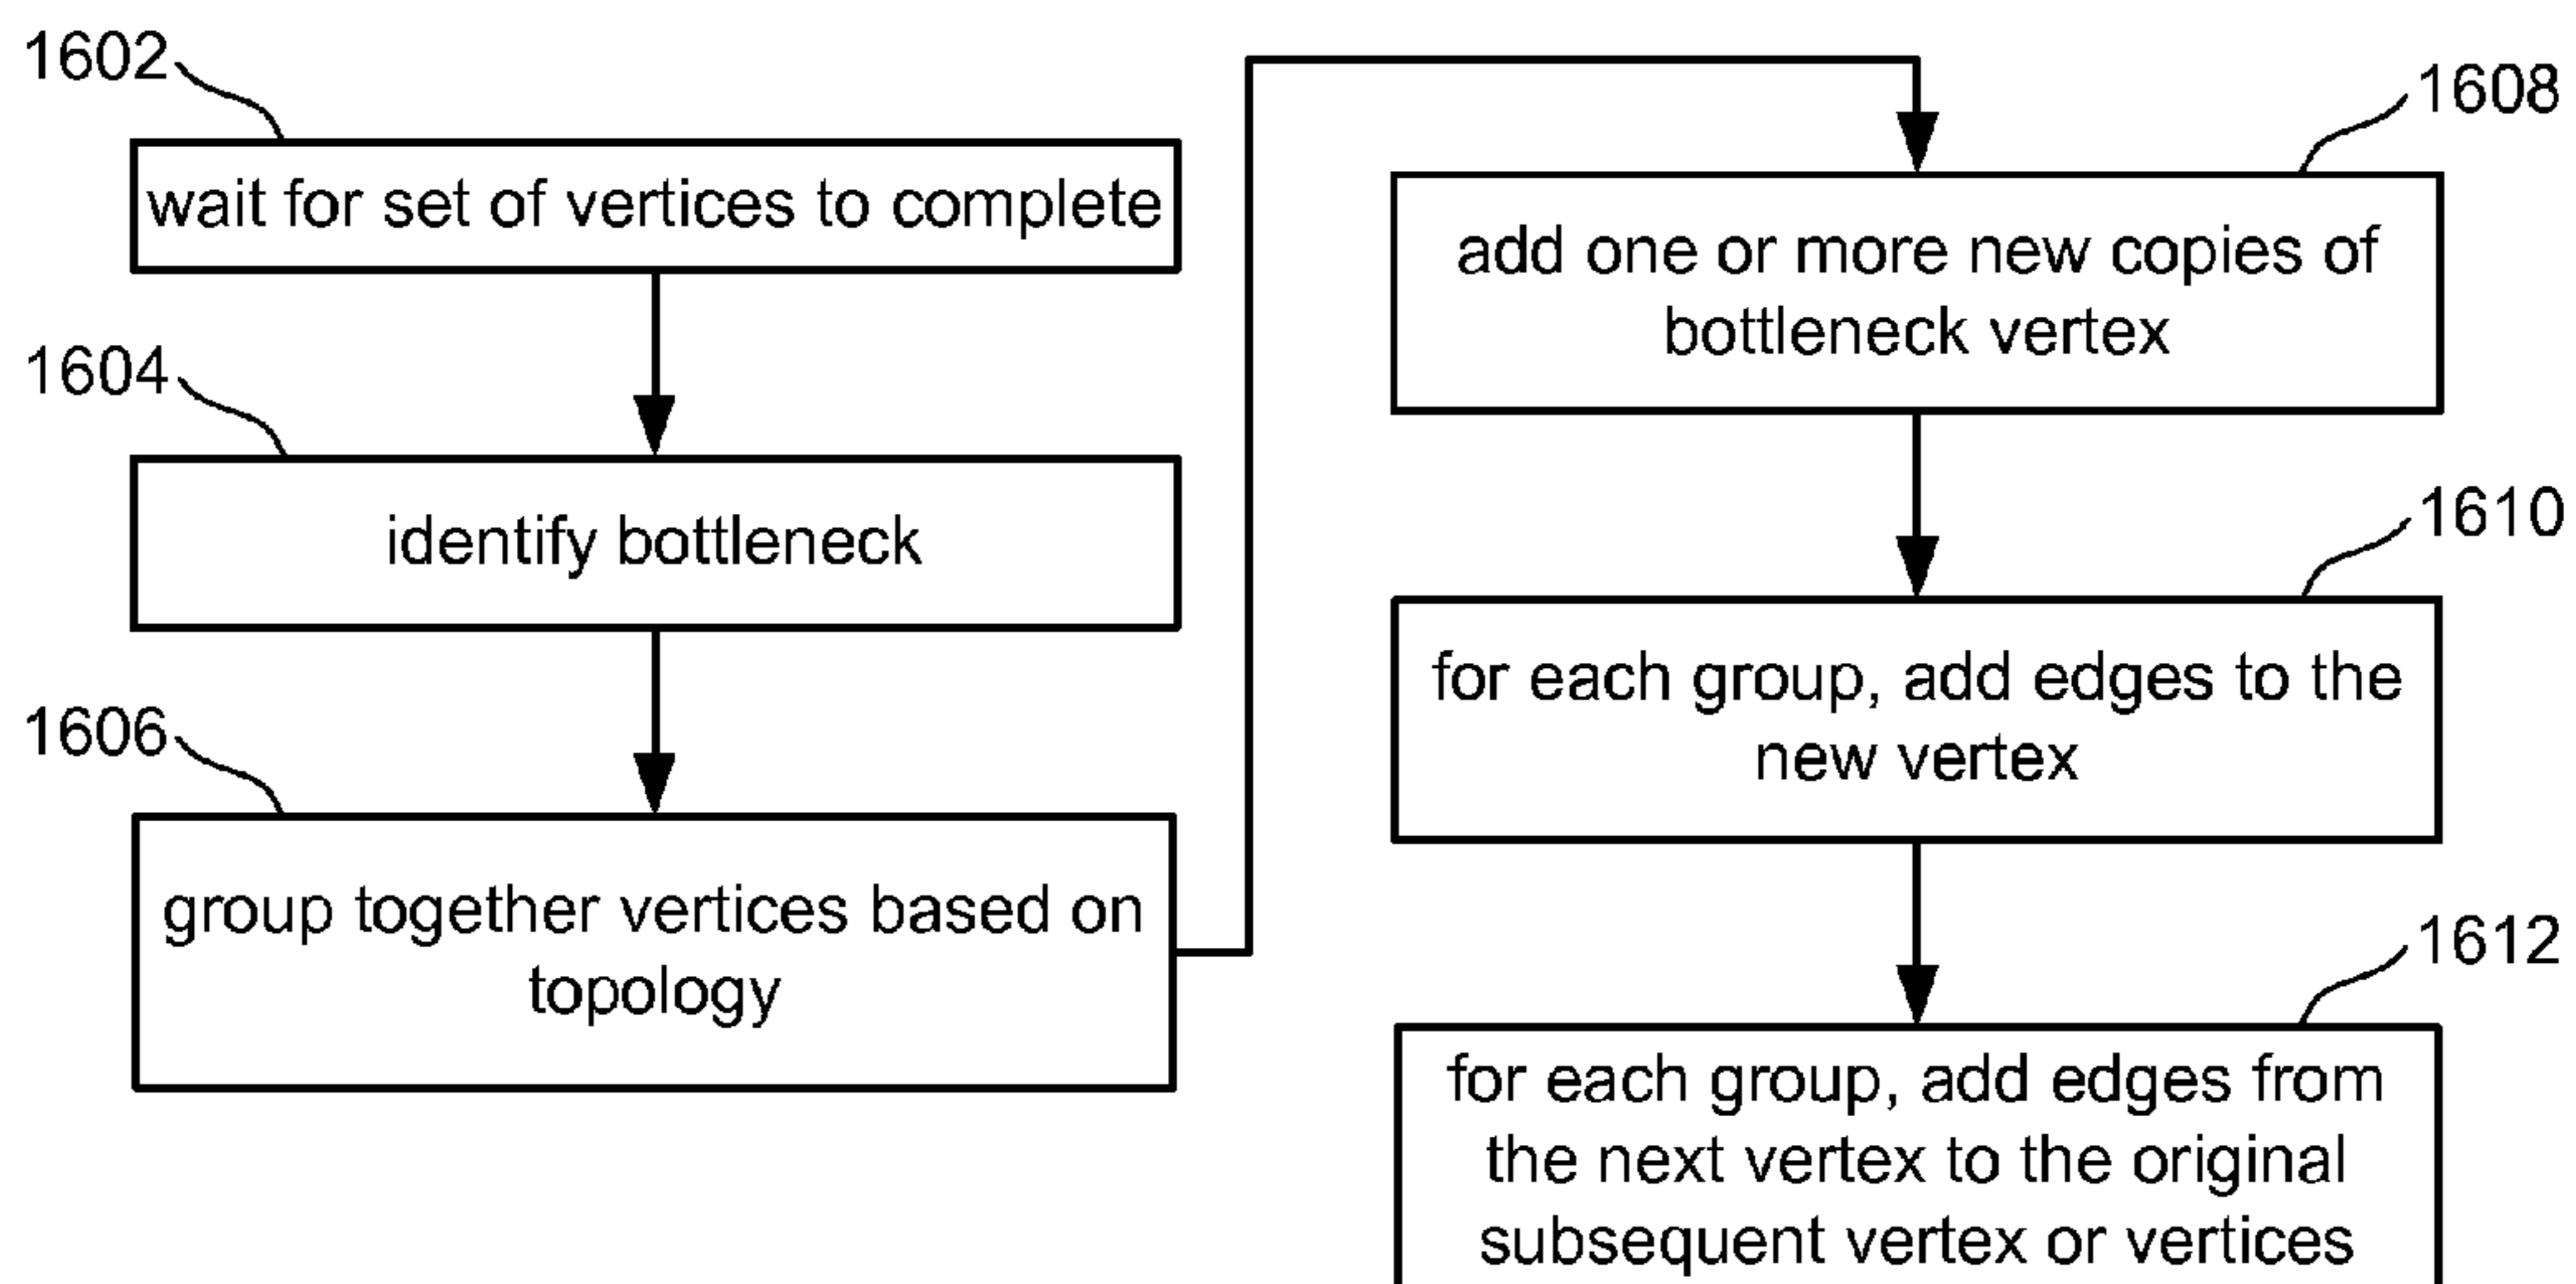 1602
wait for set of vertices to complete
1604
identify bottleneck
1606
group together vertices based on
topology
1608
add one or more new copies of
bottleneck vertex
1610
for each group, add edges to the
new vertex
1612
for each group, add edges from
the next vertex to the original
subsequent vertex or vertices